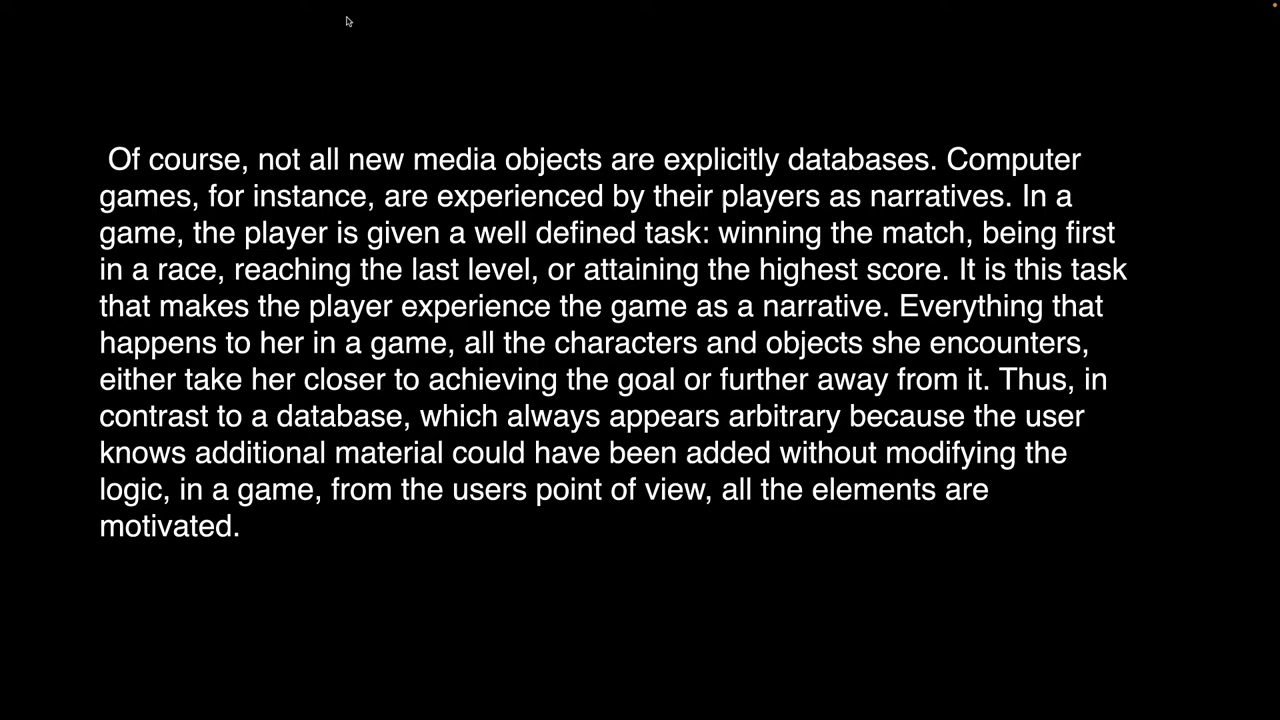 Of course, not all new media objects are explicitly databases. Computer
games, for instance, are experienced by their players as narratives. In a
game, the player is given a well defined task: winning the match, being first
in a race, reaching the last level, or attaining the highest score. It is this task
that makes the player experience the game as a narrative. Everything that
happens to her in a game, all the characters and objects she encounters,
either take her closer to achieving the goal or further away from it. Thus, in
contrast to a database, which always appears arbitrary because the user
knows additional material could have been added without modifying the
logic, in a game, from the users point of view, all the elements are
motivated.